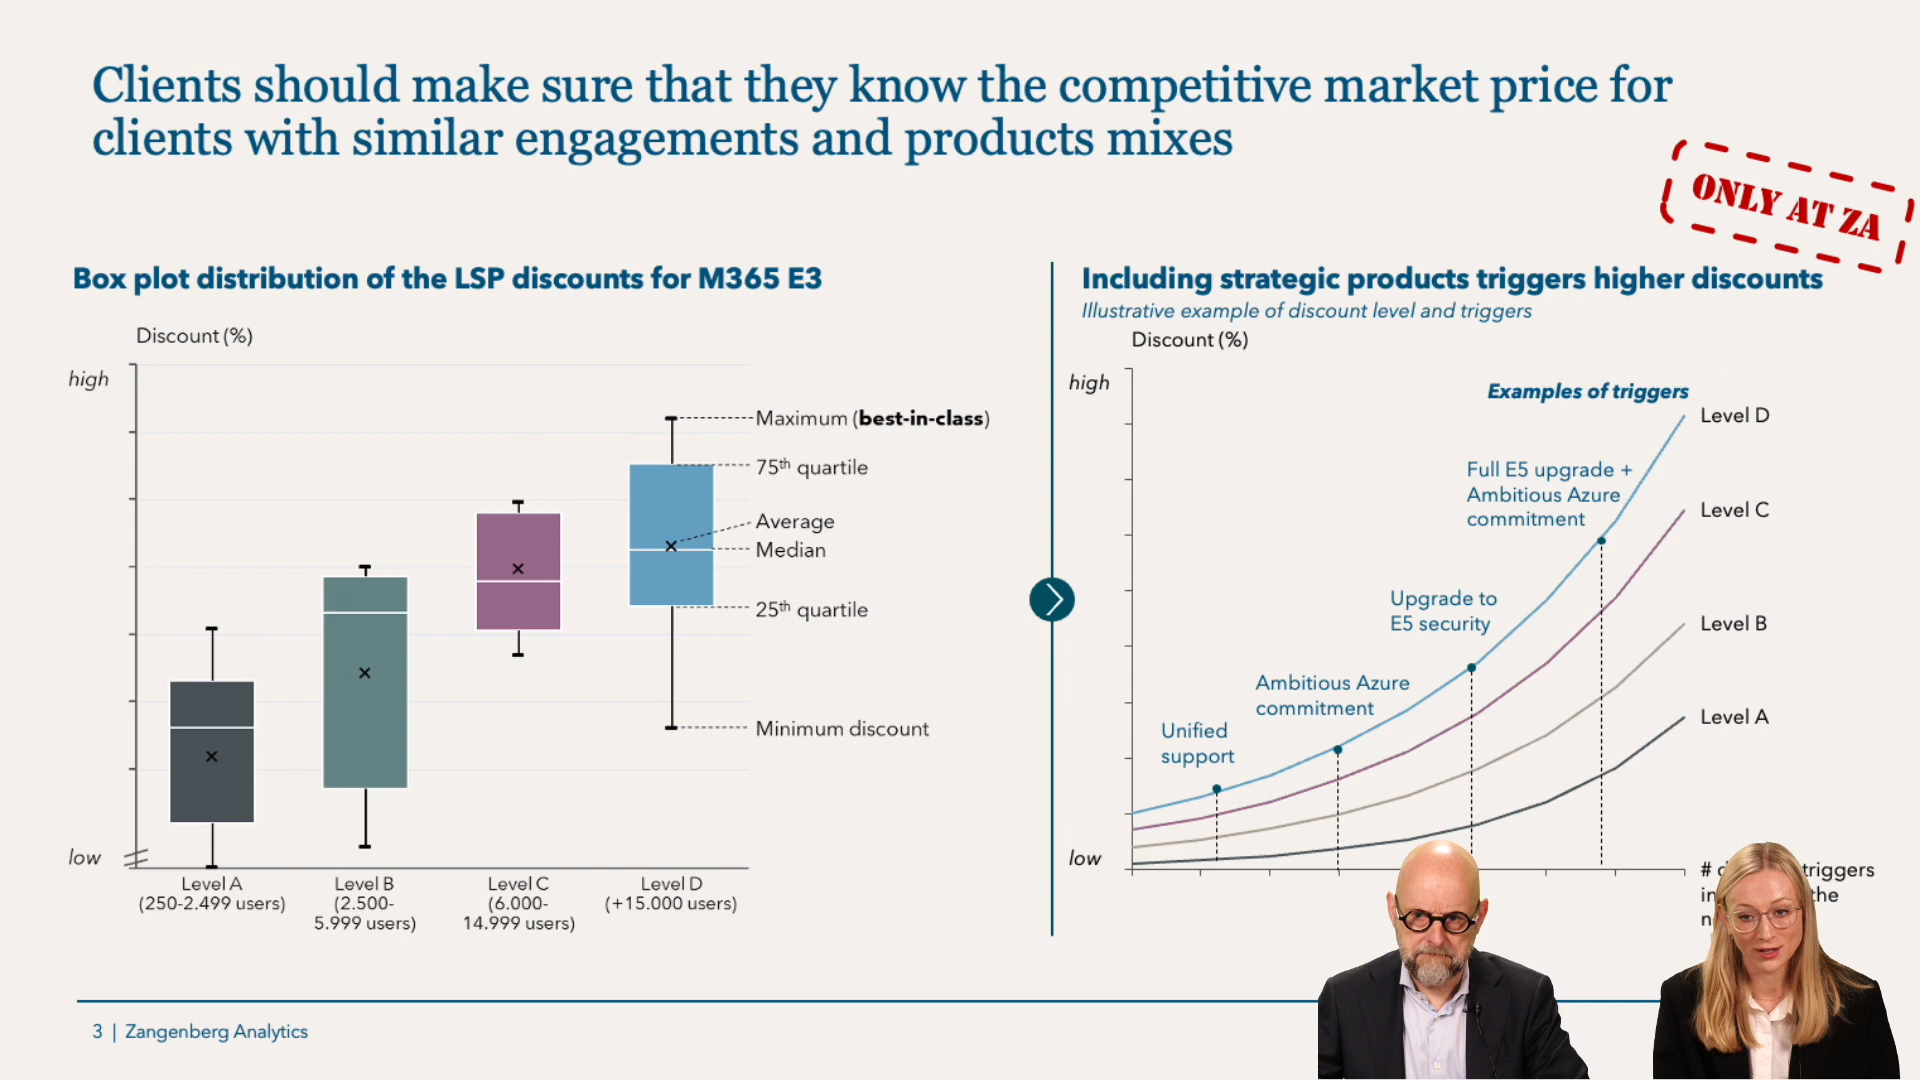 Clients should make sure that they know the competitive market price for
clients with similar engagements and products mixes
ONLY AT ZA
Box plot distribution of the LSP discounts for M365 E3
Discount (%)
high
low
Maximum (best-in-class)
75th quartile
Average
Median
25th quartile
Minimum discount
Level A
(250-2.499 users)
Level B
(2.500-
5.999 users)
Level C
(6.000-
14.999 users)
Level D
(+15.000 users)
Including strategic products triggers higher discounts
Illustrative example of discount level and triggers
Discount (%)
high
low
Examples of triggers
Level D
Full E5 upgrade +
Ambitious Azure
commitment
Level C
Upgrade to
E5 security
Level B
Ambitious Azure
commitment
Level A
Unified
support
# triggers
the
3 | Zangenberg Analytics